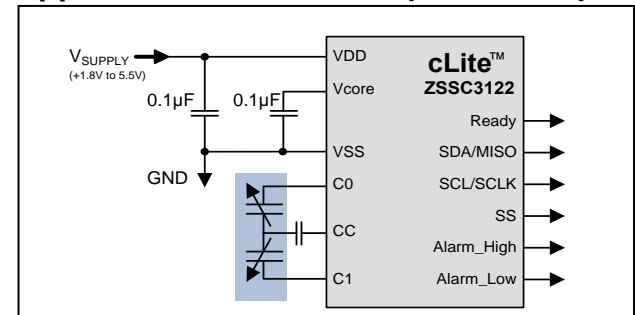 VSUPPLY
(+1.8V to 5.5V)
0.1µF
0.1µF
GND
VDD
Vcore
VSS
C0
CC
C1
cLite™
ZSSC3122
Ready
SDA/MISO
SCL/SCLK
SS
Alarm_High
Alarm_Low